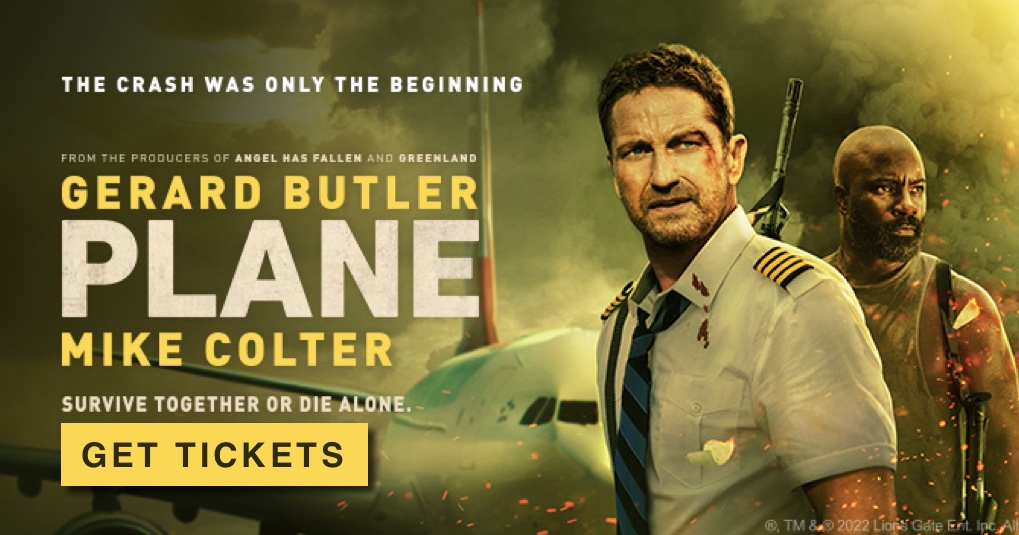 THE CRASH WAS ONLY THE BEGINNING
FROM THE PRODUCERS OF ANGEL HAS FALLEN AND GREENLAND
GERARD BUTLER
PLANE
MIKE COLTER
SURVIVE TOGETHER OR DIE ALONE.
GET TICKETS
®, TM & © 2022 Lions Gate Ent. Inc. All